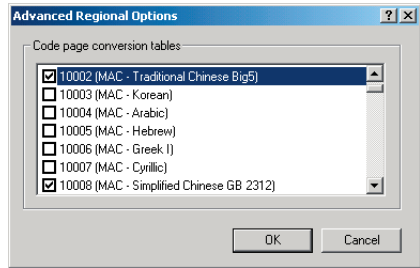 Advanced Regional Options
Code page conversion tables
10002 (MAC - Traditional Chinese Big5)
10003 (MAC - Korean)
10004 (MAC - Arabic)
10005 (MAC - Hebrew)
10006 (MAC - Greek I)
10007 (MAC - Cyrillic)
10008 (MAC - Simplified Chinese GB 2312)
OK Cancel